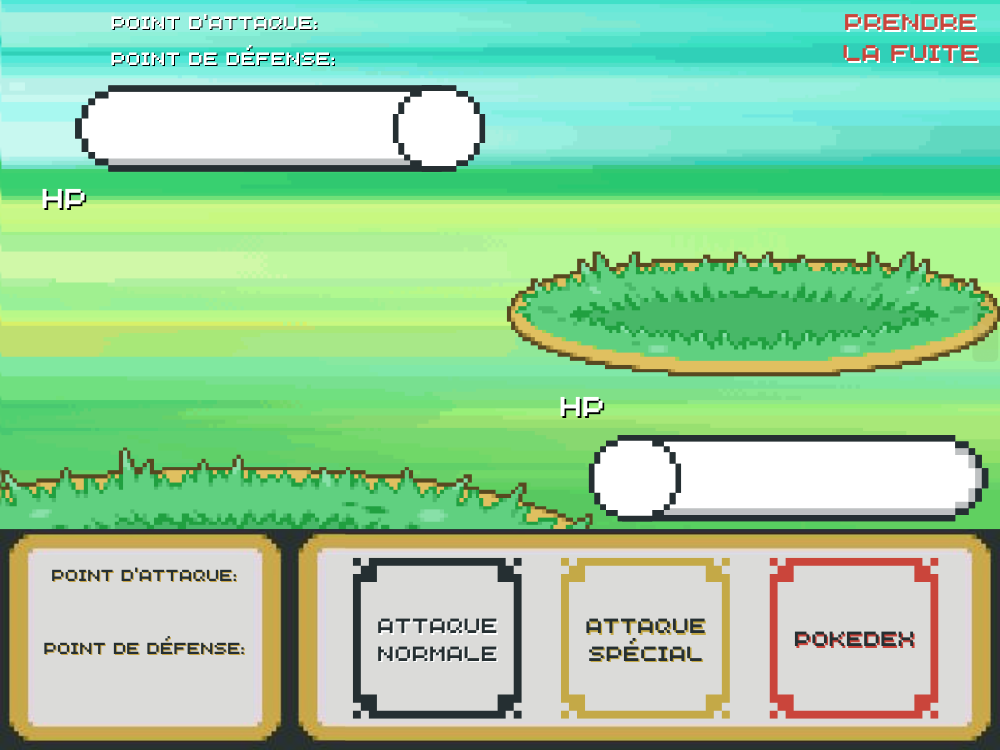 POINT D'ATTAQUE:
PRENDRE
LA FUITE
POINT DE DÉFENSE:
HP
HP
POINT D'ATTAQUE:
POINT DE DÉFENSE:
ATTAQUE
NORMALE
ATTAQUE
SPÉCIAL
POKEDEX